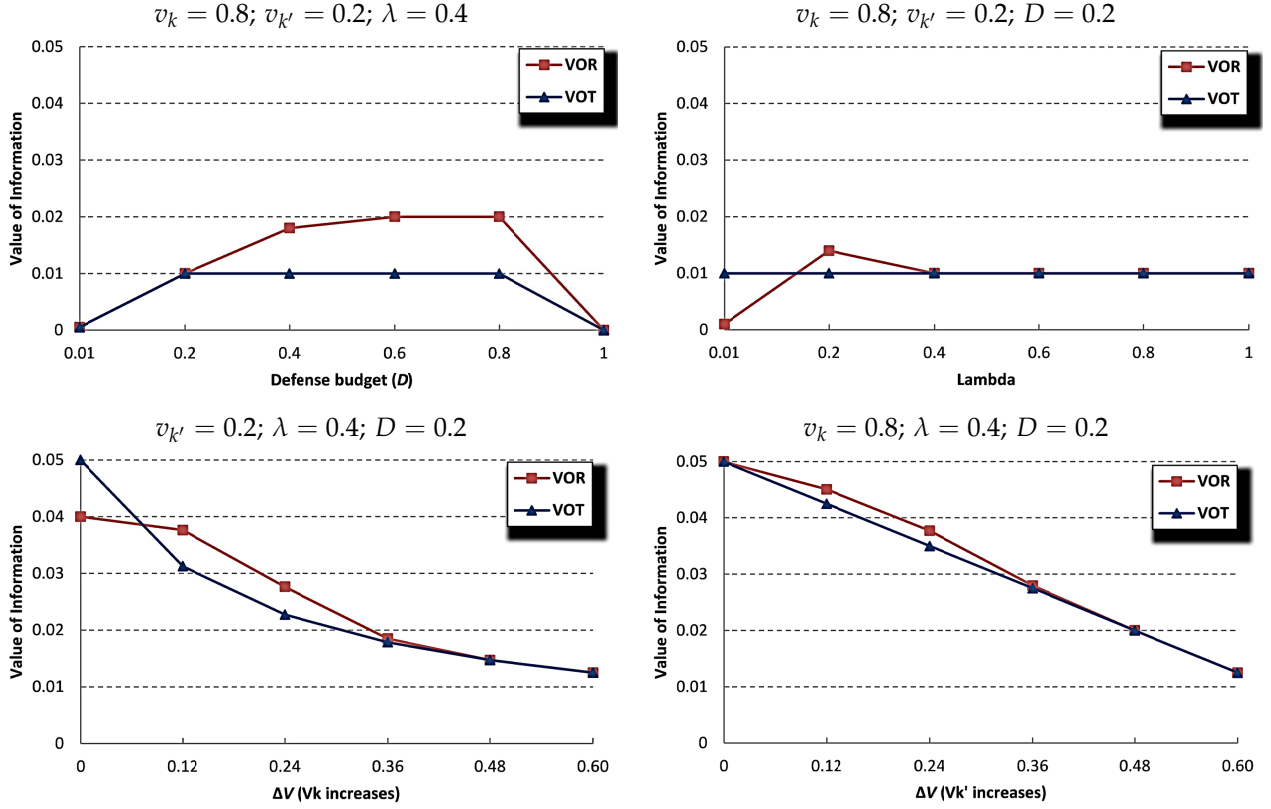 v_k = 0.8; v_{k'} = 0.2; λ = 0.4
0.05
0.04
0.03
0.02
0.01
0
Value of Information
VOR
VOT
0.01 0.2 0.4 0.6 0.8 1
Defense budget (D)
v_k = 0.8; v_{k'} = 0.2; D = 0.2
0.05
0.04
0.03
0.02
0.01
0
Value of Information
VOR
VOT
0.01 0.2 0.4 0.6 0.8 1
Lambda
v_{k'} = 0.2; λ = 0.4; D = 0.2
0.05
0.04
0.03
0.02
0.01
0
Value of Information
VOR
VOT
0 0.12 0.24 0.36 0.48 0.60
ΔV (Vk increases)
v_k = 0.8; λ = 0.4; D = 0.2
0.05
0.04
0.03
0.02
0.01
0
Value of Information
VOR
VOT
0 0.12 0.24 0.36 0.48 0.60
ΔV (Vk' increases)